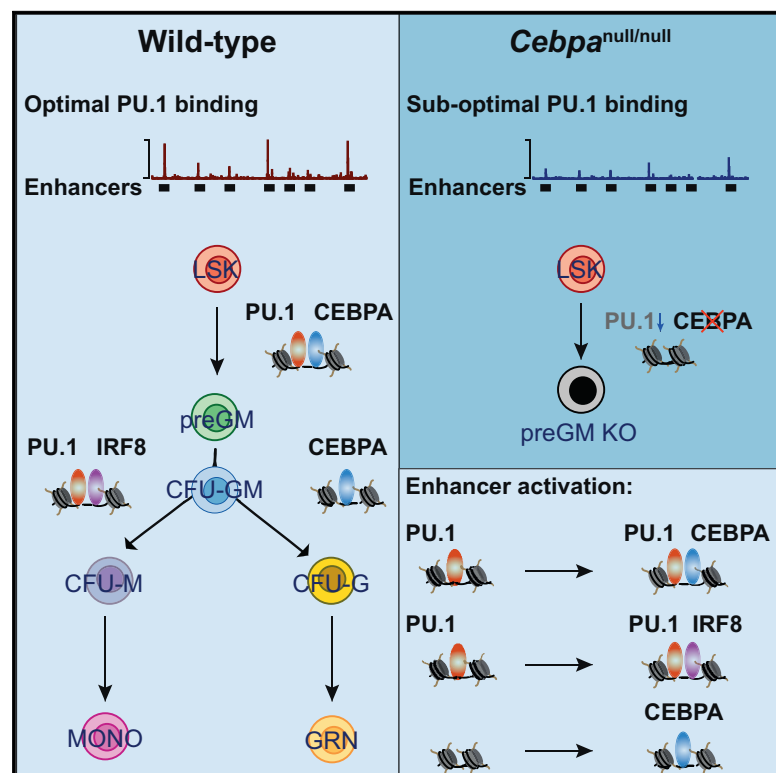 Wild-type
Optimal PU.1 binding
Enhancers
LSK
PU.1 CEBPA
preGM
PU.1 IRF8
CEBPA
CFU-GM
CFU-M
CFU-G
MONO
GRN
Cebpa null/null
Sub-optimal PU.1 binding
Enhancers
LSK
PU.1↓ CEBPA
preGM KO
Enhancer activation:
PU.1
PU.1 CEBPA
PU.1
PU.1 IRF8
CEBPA